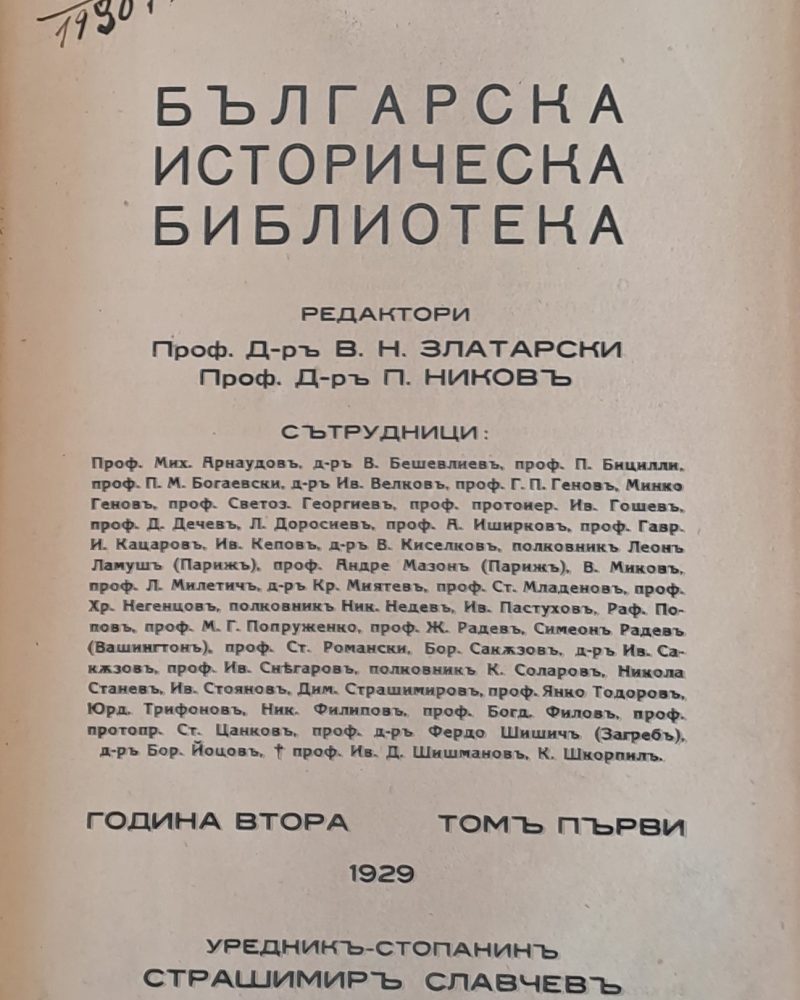 1930
БЪЛГАРСКА
ИСТОРИЧЕСКА
БИБЛИОТЕКА
РЕДАКТОРИ
Проф. Д-ръ В. Н. ЗЛАТАРСКИ
Проф. Д-ръ П. НИКОВЪ
СЪТРУДНИЦИ:
Проф. Мих. Арнаудовъ, д-ръ В. Бешевлиевъ, проф. П. Бицилли,
проф. П. М. Богаевски, д-ръ Ив. Велковъ, проф. Г. П. Геновъ, Минко
Геновъ, проф. Светоз. Георгиевъ, проф. протоиер. Ив. Гошевъ,
проф. Д. Дечевъ, Л. Доросиевъ, проф. А. Иширковъ, проф. Гавр.
И. Кацаровъ, Ив. Кеповъ, д-ръ В. Киселковъ, полковникъ Леонъ
Ламушъ (Парижъ), проф. Андре Мазонъ (Парижъ), В. Миковъ,
проф. Л. Милетичъ, д-ръ Кр. Миятевъ, проф. Ст. Младеновъ, проф.
Хр. Негенцовъ, полковникъ Ник. Недевъ, Ив. Пастуховъ, Раф. По-
повъ, проф. М. Г. Попруженко, проф. Ж. Радевъ, Симеонъ Радевъ
(Вашингтонъ), проф. Ст. Романски, Бор. Сакѫзовъ, д-ръ Ив. Са-
кѫзовъ, проф. Ив. Снѣгаровъ, полковникъ К. Соларовъ, Никола
Станевъ, Ив. Стояновъ, Дим. Страшимировъ, проф. Янко Тодоровъ,
Юрд. Трифоновъ, Ник. Филиповъ, проф. Богд. Филовъ, проф.
протопр. Ст. Цанковъ, проф. д-ръ Фердо Шишичъ (Загребъ),
д-ръ Бор. Йоцовъ, † проф. Ив. Д. Шишмановъ, К. Шкорпилъ.
ГОДИНА ВТОРА ТОМЪ ПЪРВИ
1929
УРЕДНИКЪ-СТОПАНИНЪ
СТРАШИМИРЪ СЛАВЧЕВЪ